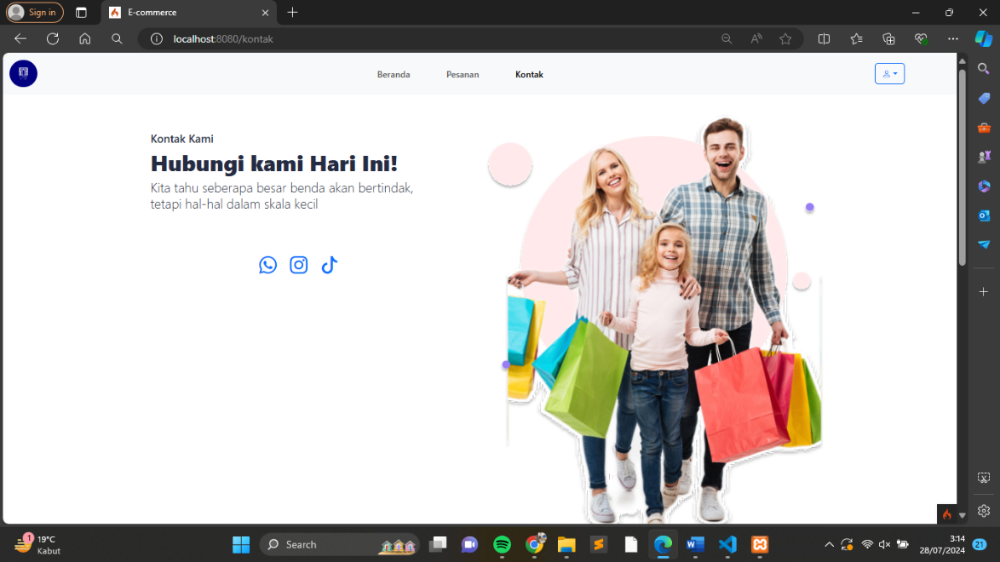 Sign in
E-commerce
localhost:8080/kontak
Beranda
Pesanan
Kontak
Kontak Kami
Hubungi kami Hari Ini!
Kita tahu seberapa besar benda akan bertindak,
tetapi hal-hal dalam skala kecil
1
19°C
Kabut
Search
3:14
28/07/2024
21